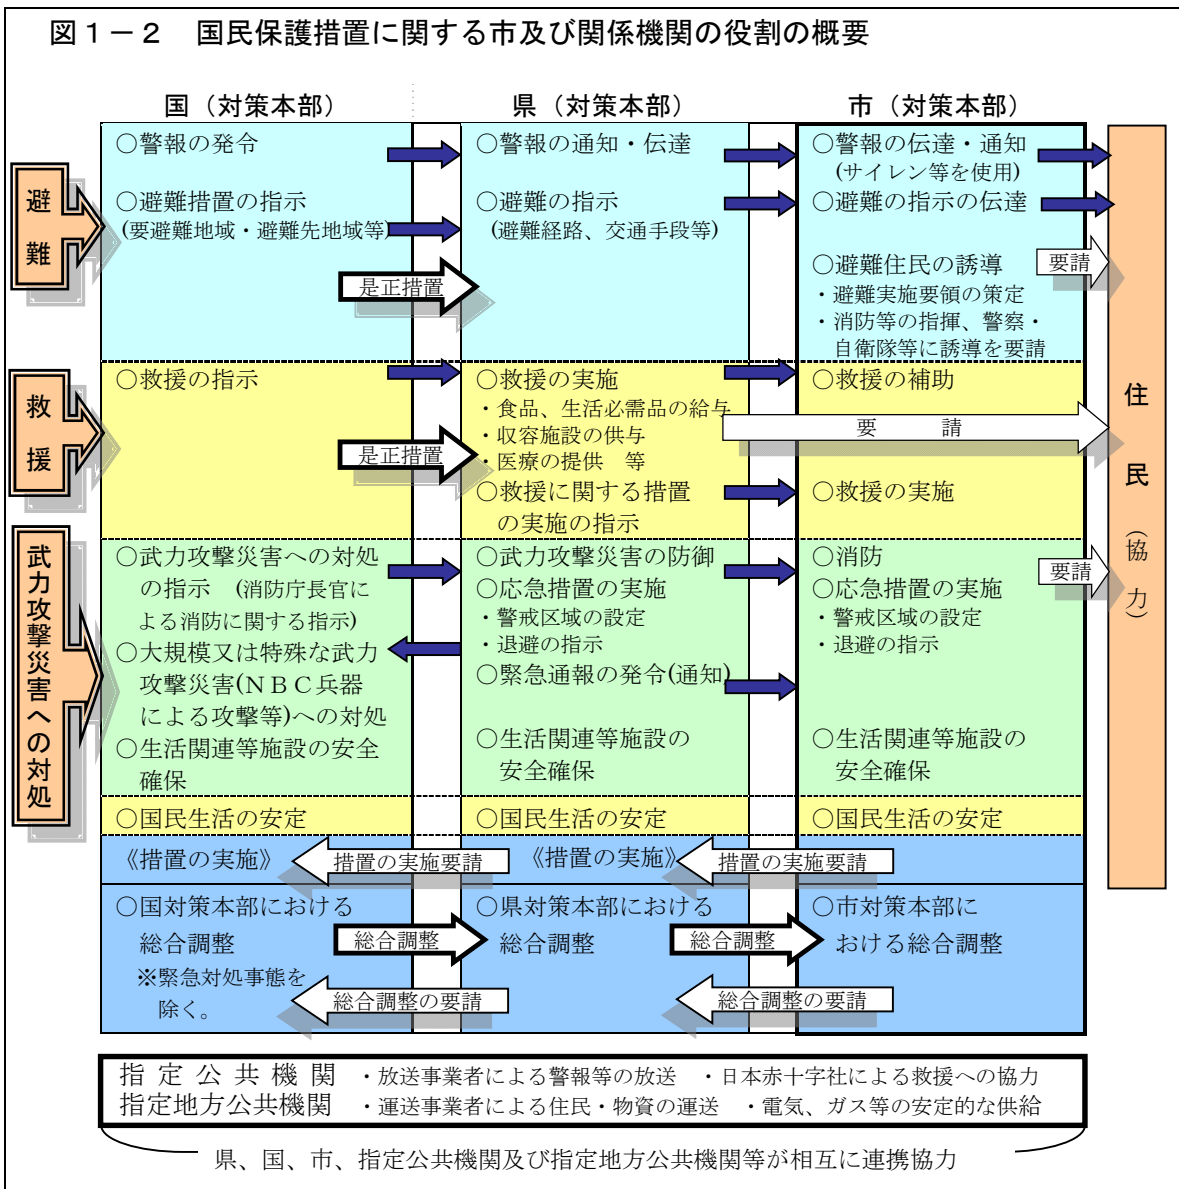 図１－２　国民保護措置に関する市及び関係機関の役割の概要
国（対策本部）
県（対策本部）
市（対策本部）
避難
○警報の発令
○避難措置の指示
(要避難地域・避難先地域等)
是正措置
○警報の通知・伝達
○避難の指示
(避難経路、交通手段等)
○警報の伝達・通知
(サイレン等を使用)
○避難の指示の伝達
○避難住民の誘導
・避難実施要領の策定
・消防等の指揮、警察・
自衛隊等に誘導を要請
要請
救援
○救援の指示
是正措置
○救援の実施
・食品、生活必需品の給与
・収容施設の供与
・医療の提供　等
○救援に関する措置
の実施の指示
○救援の補助
要　請
○救援の実施
武力攻撃災害への対処
○武力攻撃災害への対処
の指示　(消防庁長官に
よる消防に関する指示)
○大規模又は特殊な武力
攻撃災害(ＮＢＣ兵器
による攻撃等)への対処
○生活関連等施設の安全
確保
○武力攻撃災害の防御
○応急措置の実施
・警戒区域の設定
・退避の指示
○緊急通報の発令(通知)
○生活関連等施設の
安全確保
○消防
○応急措置の実施
・警戒区域の設定
・退避の指示
○生活関連等施設の
安全確保
要請
住民（協力）
○国民生活の安定
○国民生活の安定
○国民生活の安定
《措置の実施》
措置の実施要請
《措置の実施》
措置の実施要請
○国対策本部における
総合調整
※緊急対処事態を
除く。
総合調整
総合調整の要請
○県対策本部における
総合調整
総合調整
総合調整の要請
○市対策本部に
おける総合調整
指定公共機関　・放送事業者による警報等の放送　・日本赤十字社による救援への協力
指定地方公共機関　・運送事業者による住民・物資の運送　・電気、ガス等の安定的な供給
県、国、市、指定公共機関及び指定地方公共機関等が相互に連携協力